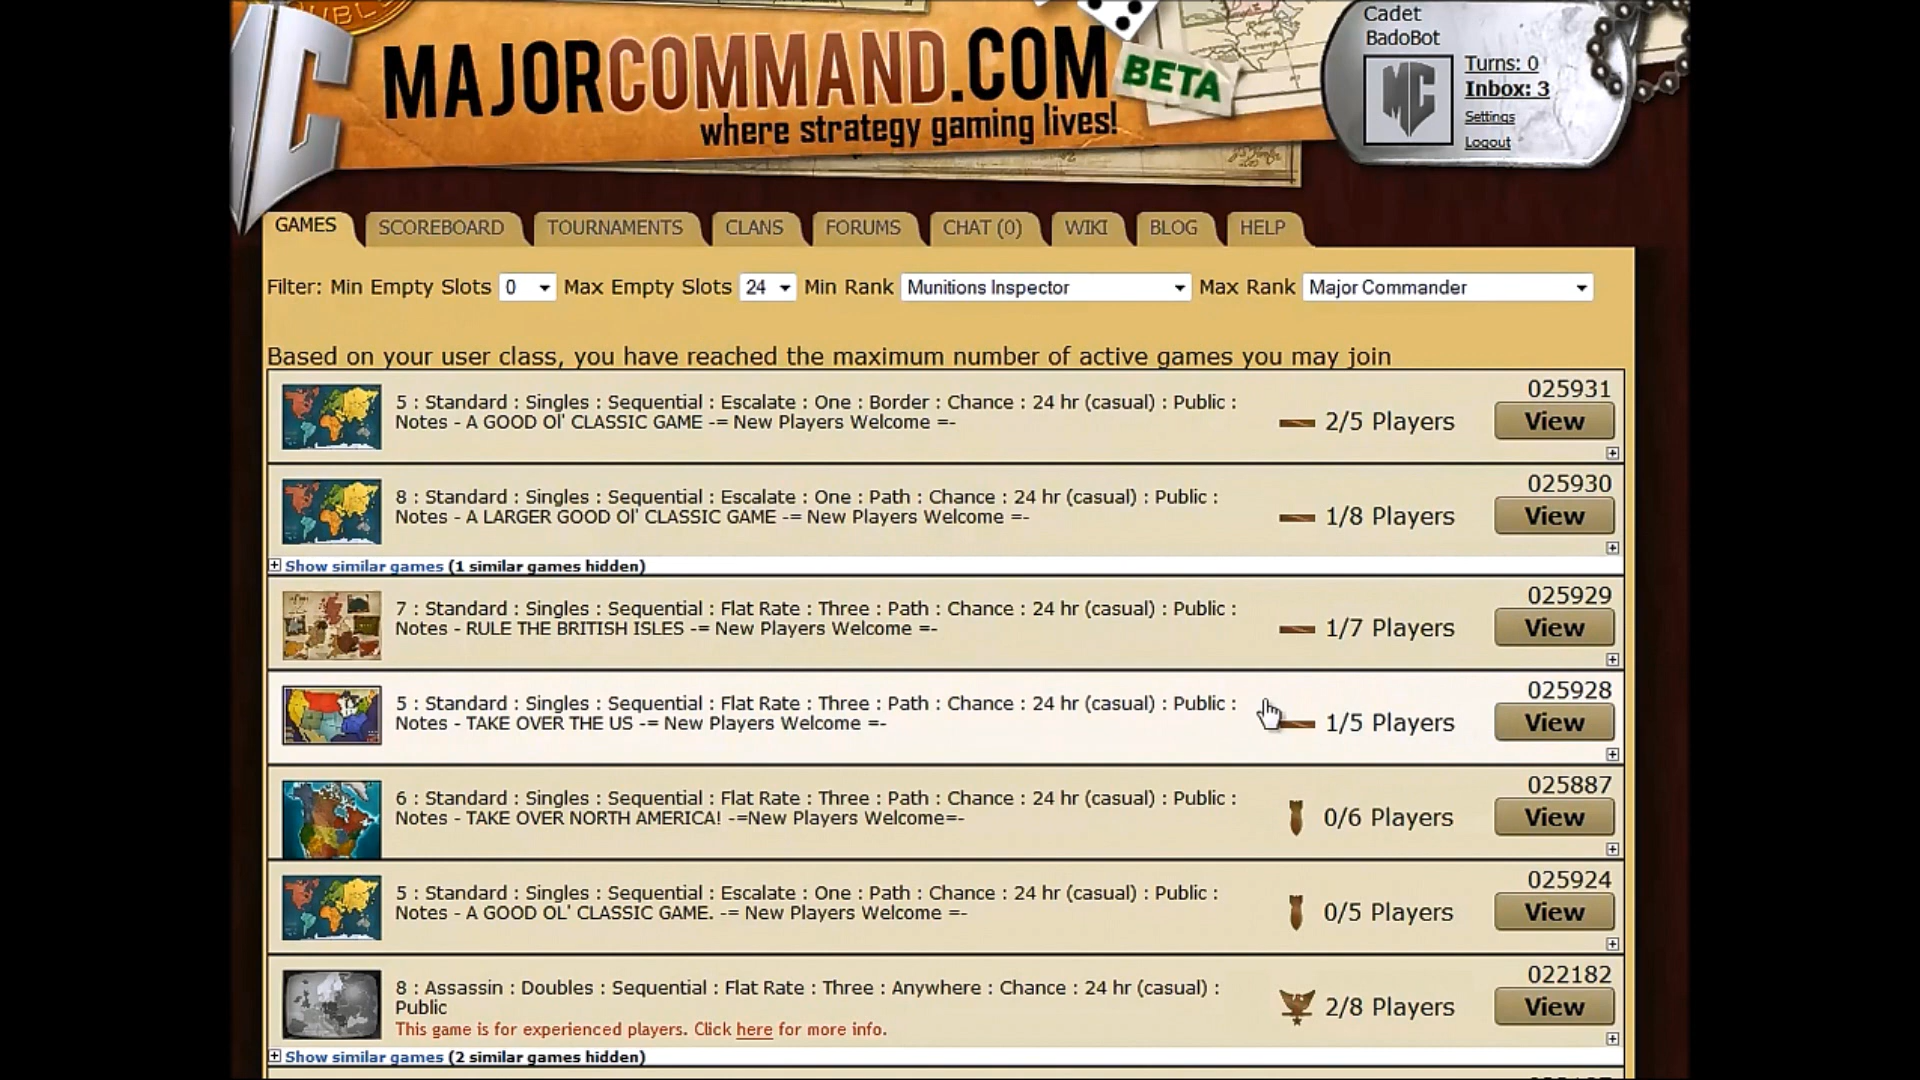 Cadet
BadoBot
MAJORCOMMAND.COM
BETA
where strategy gaming lives!
Turns: 0
Inbox: 3
Settings
Logout
MC
GAMES SCOREBOARD TOURNAMENTS CLANS FORUMS CHAT (0) WIKI BLOG HELP
Filter: Min Empty Slots 0 Max Empty Slots 24 Min Rank Munitions Inspector Max Rank Major Commander
Based on your user class, you have reached the maximum number of active games you may join
025931
5 : Standard : Singles : Sequential : Escalate : One : Border : Chance : 24 hr (casual) : Public :
Notes - A GOOD Ol' CLASSIC GAME -= New Players Welcome =-
2/5 Players
View
025930
8 : Standard : Singles : Sequential : Escalate : One : Path : Chance : 24 hr (casual) : Public :
Notes - A LARGER GOOD Ol' CLASSIC GAME -= New Players Welcome =-
1/8 Players
View
Show similar games (1 similar games hidden)
025929
7 : Standard : Singles : Sequential : Flat Rate : Three : Path : Chance : 24 hr (casual) : Public :
Notes - RULE THE BRITISH ISLES -= New Players Welcome =-
1/7 Players
View
025928
5 : Standard : Singles : Sequential : Flat Rate : Three : Path : Chance : 24 hr (casual) : Public :
Notes - TAKE OVER THE US -= New Players Welcome =-
1/5 Players
View
025887
6 : Standard : Singles : Sequential : Flat Rate : Three : Path : Chance : 24 hr (casual) : Public :
Notes - TAKE OVER NORTH AMERICA! -=New Players Welcome=-
0/6 Players
View
025924
5 : Standard : Singles : Sequential : Escalate : One : Path : Chance : 24 hr (casual) : Public :
Notes - A GOOD OL' CLASSIC GAME. -= New Players Welcome =-
0/5 Players
View
022182
8 : Assassin : Doubles : Sequential : Flat Rate : Three : Anywhere : Chance : 24 hr (casual) :
Public
This game is for experienced players. Click here for more info.
2/8 Players
View
Show similar games (2 similar games hidden)